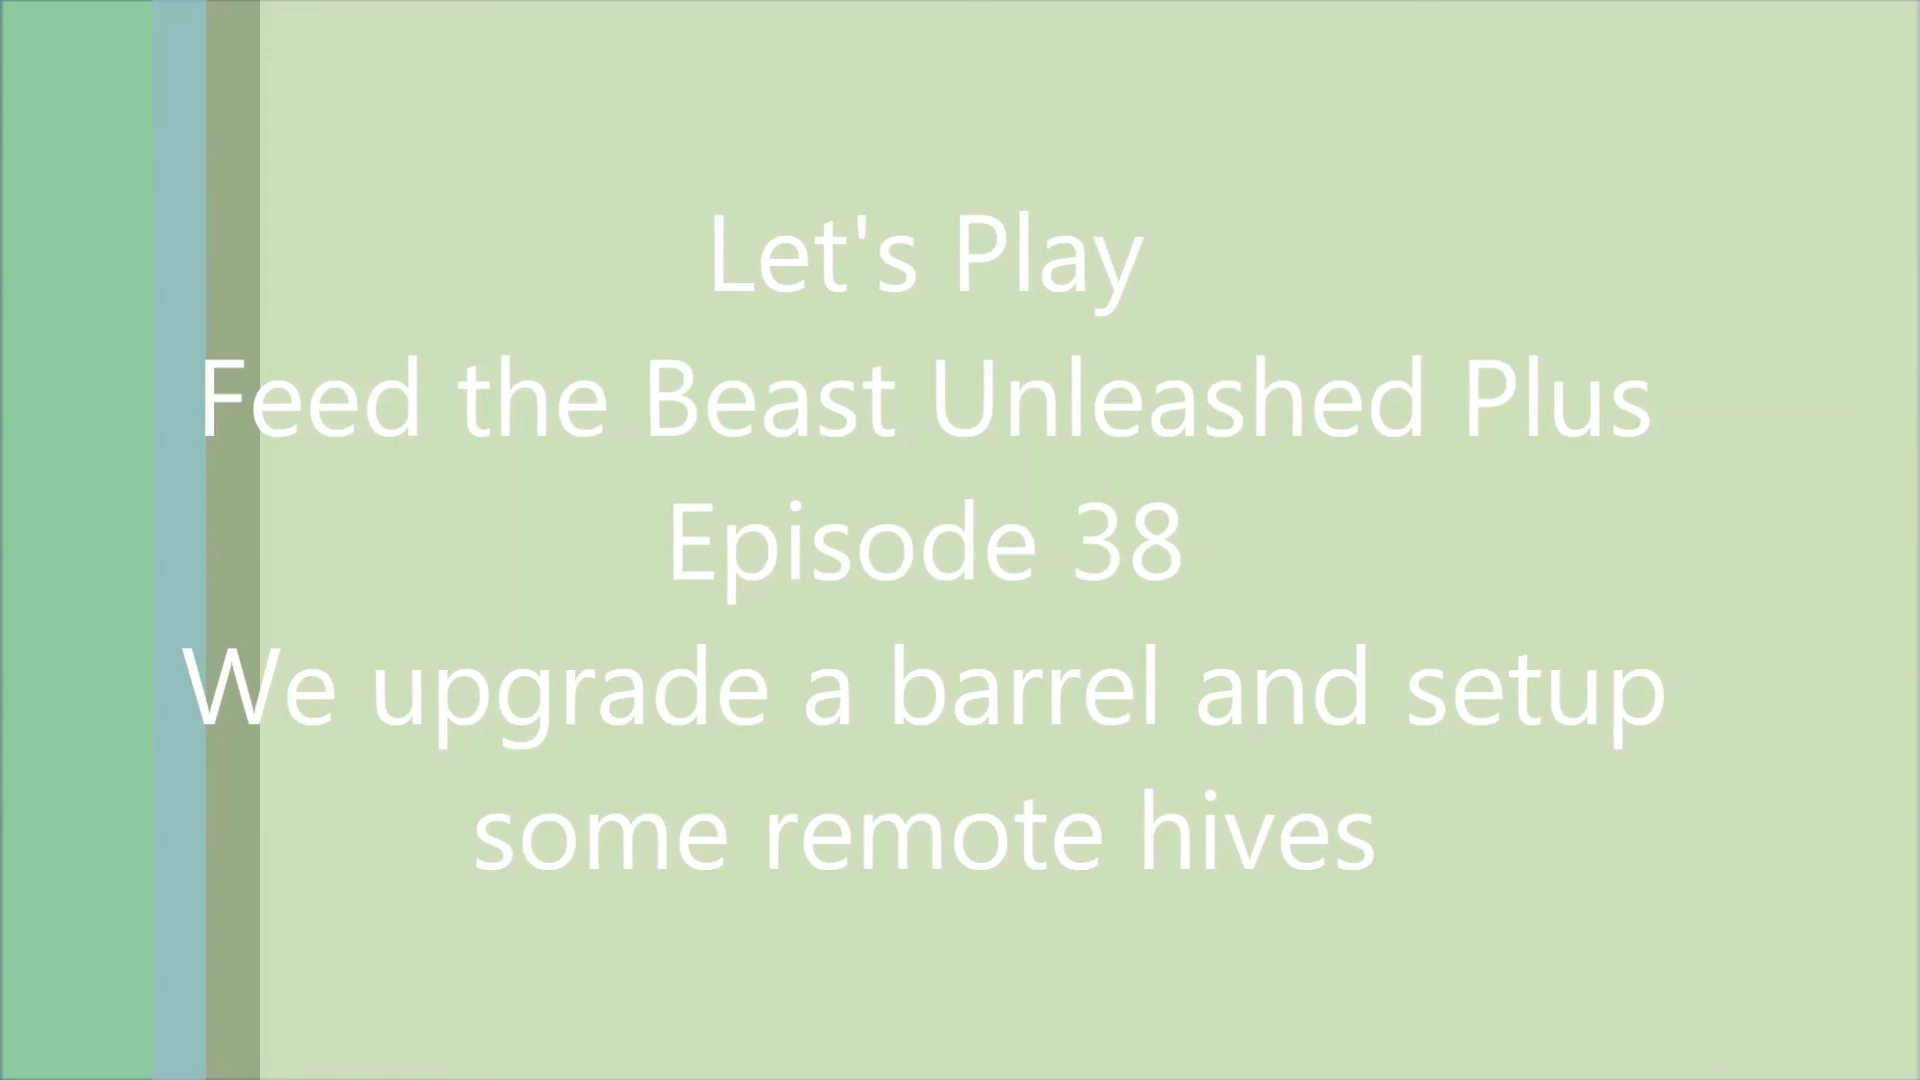 Let's Play
Feed the Beast Unleashed Plus
Episode 38
We upgrade a barrel and setup
some remote hives